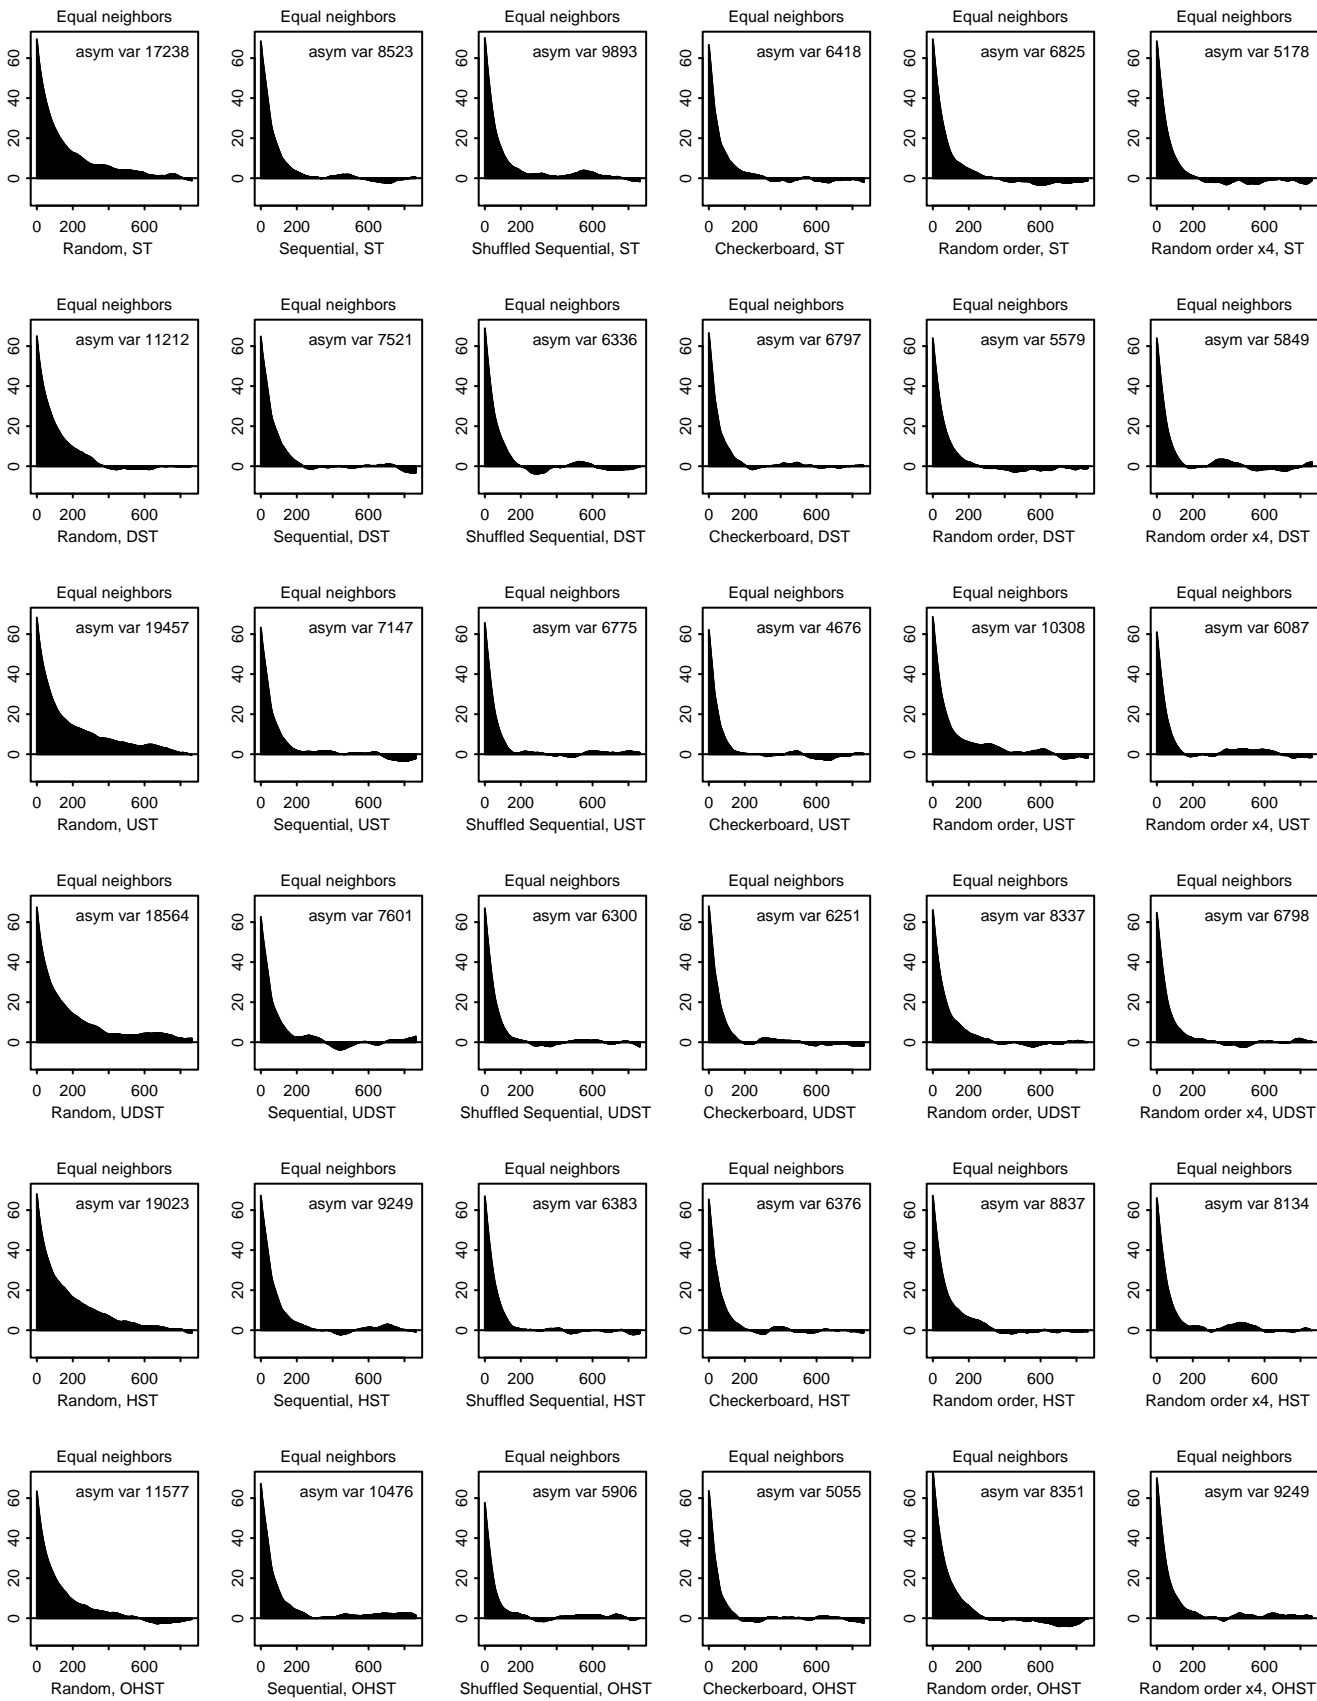 Equal neighbors Equal neighbors Equal neighbors Equal neighbors Equal neighbors Equal neighbors
asym var 17238 asym var 8523 asym var 9893 asym var 6418 asym var 6825 asym var 5178
0 20 40 60 0 20 40 60 0 20 40 60 0 20 40 60 0 20 40 60 0 20 40 60
0 200 600 0 200 600 0 200 600 0 200 600 0 200 600 0 200 600
Random, ST Sequential, ST Shuffled Sequential, ST Checkerboard, ST Random order, ST Random order x4, ST
Equal neighbors Equal neighbors Equal neighbors Equal neighbors Equal neighbors Equal neighbors
asym var 11212 asym var 7521 asym var 6336 asym var 6797 asym var 5579 asym var 5849
0 20 40 60 0 20 40 60 0 20 40 60 0 20 40 60 0 20 40 60 0 20 40 60
0 200 600 0 200 600 0 200 600 0 200 600 0 200 600 0 200 600
Random, DST Sequential, DST Shuffled Sequential, DST Checkerboard, DST Random order, DST Random order x4, DST
Equal neighbors Equal neighbors Equal neighbors Equal neighbors Equal neighbors Equal neighbors
asym var 19457 asym var 7147 asym var 6775 asym var 4676 asym var 10308 asym var 6087
0 20 40 60 0 20 40 60 0 20 40 60 0 20 40 60 0 20 40 60 0 20 40 60
0 200 600 0 200 600 0 200 600 0 200 600 0 200 600 0 200 600
Random, UST Sequential, UST Shuffled Sequential, UST Checkerboard, UST Random order, UST Random order x4, UST
Equal neighbors Equal neighbors Equal neighbors Equal neighbors Equal neighbors Equal neighbors
asym var 18564 asym var 7601 asym var 6300 asym var 6251 asym var 8337 asym var 6798
0 20 40 60 0 20 40 60 0 20 40 60 0 20 40 60 0 20 40 60 0 20 40 60
0 200 600 0 200 600 0 200 600 0 200 600 0 200 600 0 200 600
Random, UDST Sequential, UDST Shuffled Sequential, UDST Checkerboard, UDST Random order, UDST Random order x4, UDST
Equal neighbors Equal neighbors Equal neighbors Equal neighbors Equal neighbors Equal neighbors
asym var 19023 asym var 9249 asym var 6383 asym var 6376 asym var 8837 asym var 8134
0 20 40 60 0 20 40 60 0 20 40 60 0 20 40 60 0 20 40 60 0 20 40 60
0 200 600 0 200 600 0 200 600 0 200 600 0 200 600 0 200 600
Random, HST Sequential, HST Shuffled Sequential, HST Checkerboard, HST Random order, HST Random order x4, HST
Equal neighbors Equal neighbors Equal neighbors Equal neighbors Equal neighbors Equal neighbors
asym var 11577 asym var 10476 asym var 5906 asym var 5055 asym var 8351 asym var 9249
0 20 40 60 0 20 40 60 0 20 40 60 0 20 40 60 0 20 40 60 0 20 40 60
0 200 600 0 200 600 0 200 600 0 200 600 0 200 600 0 200 600
Random, OHST Sequential, OHST Shuffled Sequential, OHST Checkerboard, OHST Random order, OHST Random order x4, OHST